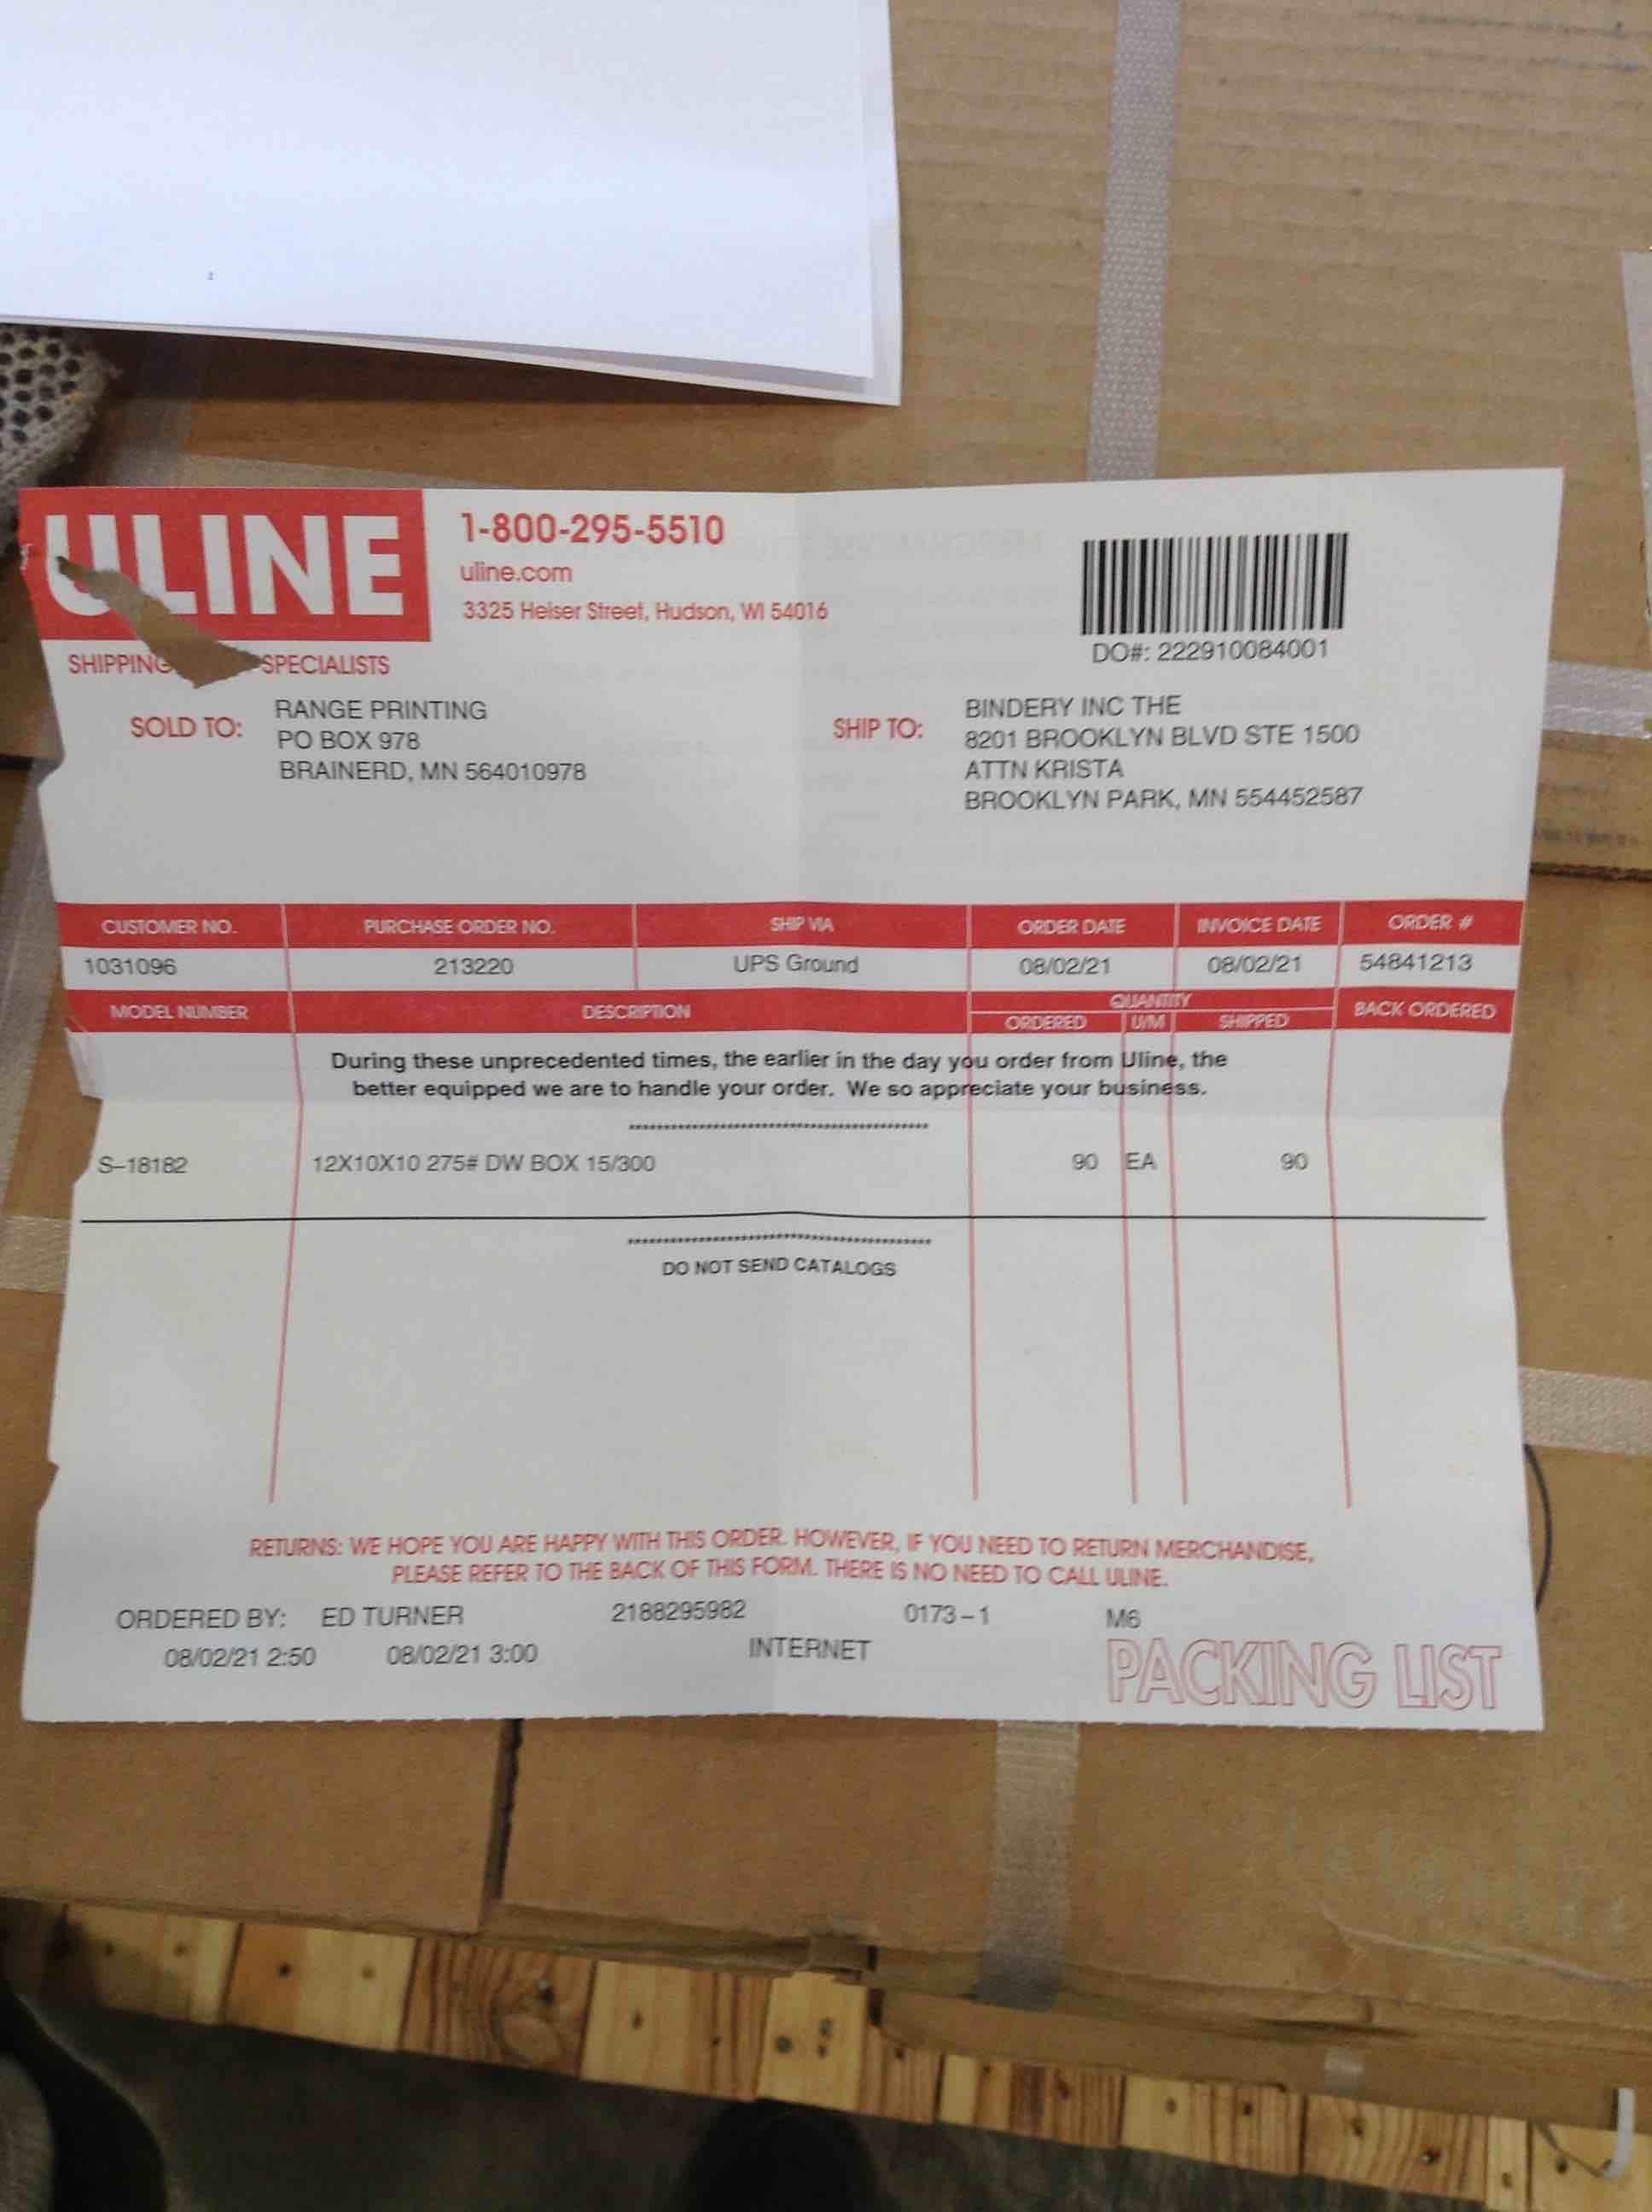 ULINE
1-800-295-5510
uline.com
3325 Heiser Street, Hudson, WI 54016
SHIPPING SPECIALISTS
DO#: 222910084001
SOLD TO:
RANGE PRINTING
PO BOX 978
BRAINERD, MN 564010978
SHIP TO:
BINDERY INC THE
8201 BROOKLYN BLVD STE 1500
ATTN KRISTA
BROOKLYN PARK, MN 554452587
CUSTOMER NO. PURCHASE ORDER NO. SHIP VIA ORDER DATE INVOICE DATE ORDER #
1031096 213220 UPS Ground 08/02/21 08/02/21 54841213
MODEL NUMBER DESCRIPTION QUANTITY BACK ORDERED
ORDERED U/M SHIPPED
During these unprecedented times, the earlier in the day you order from Uline, the
better equipped we are to handle your order. We so appreciate your business.
S-18182 12X10X10 275# DW BOX 15/300 90 EA 90
DO NOT SEND CATALOGS
RETURNS: WE HOPE YOU ARE HAPPY WITH THIS ORDER. HOWEVER, IF YOU NEED TO RETURN MERCHANDISE,
PLEASE REFER TO THE BACK OF THIS FORM. THERE IS NO NEED TO CALL ULINE.
ORDERED BY: ED TURNER 2188295982 0173-1 M6
08/02/21 2:50 08/02/21 3:00 INTERNET
PACKING LIST